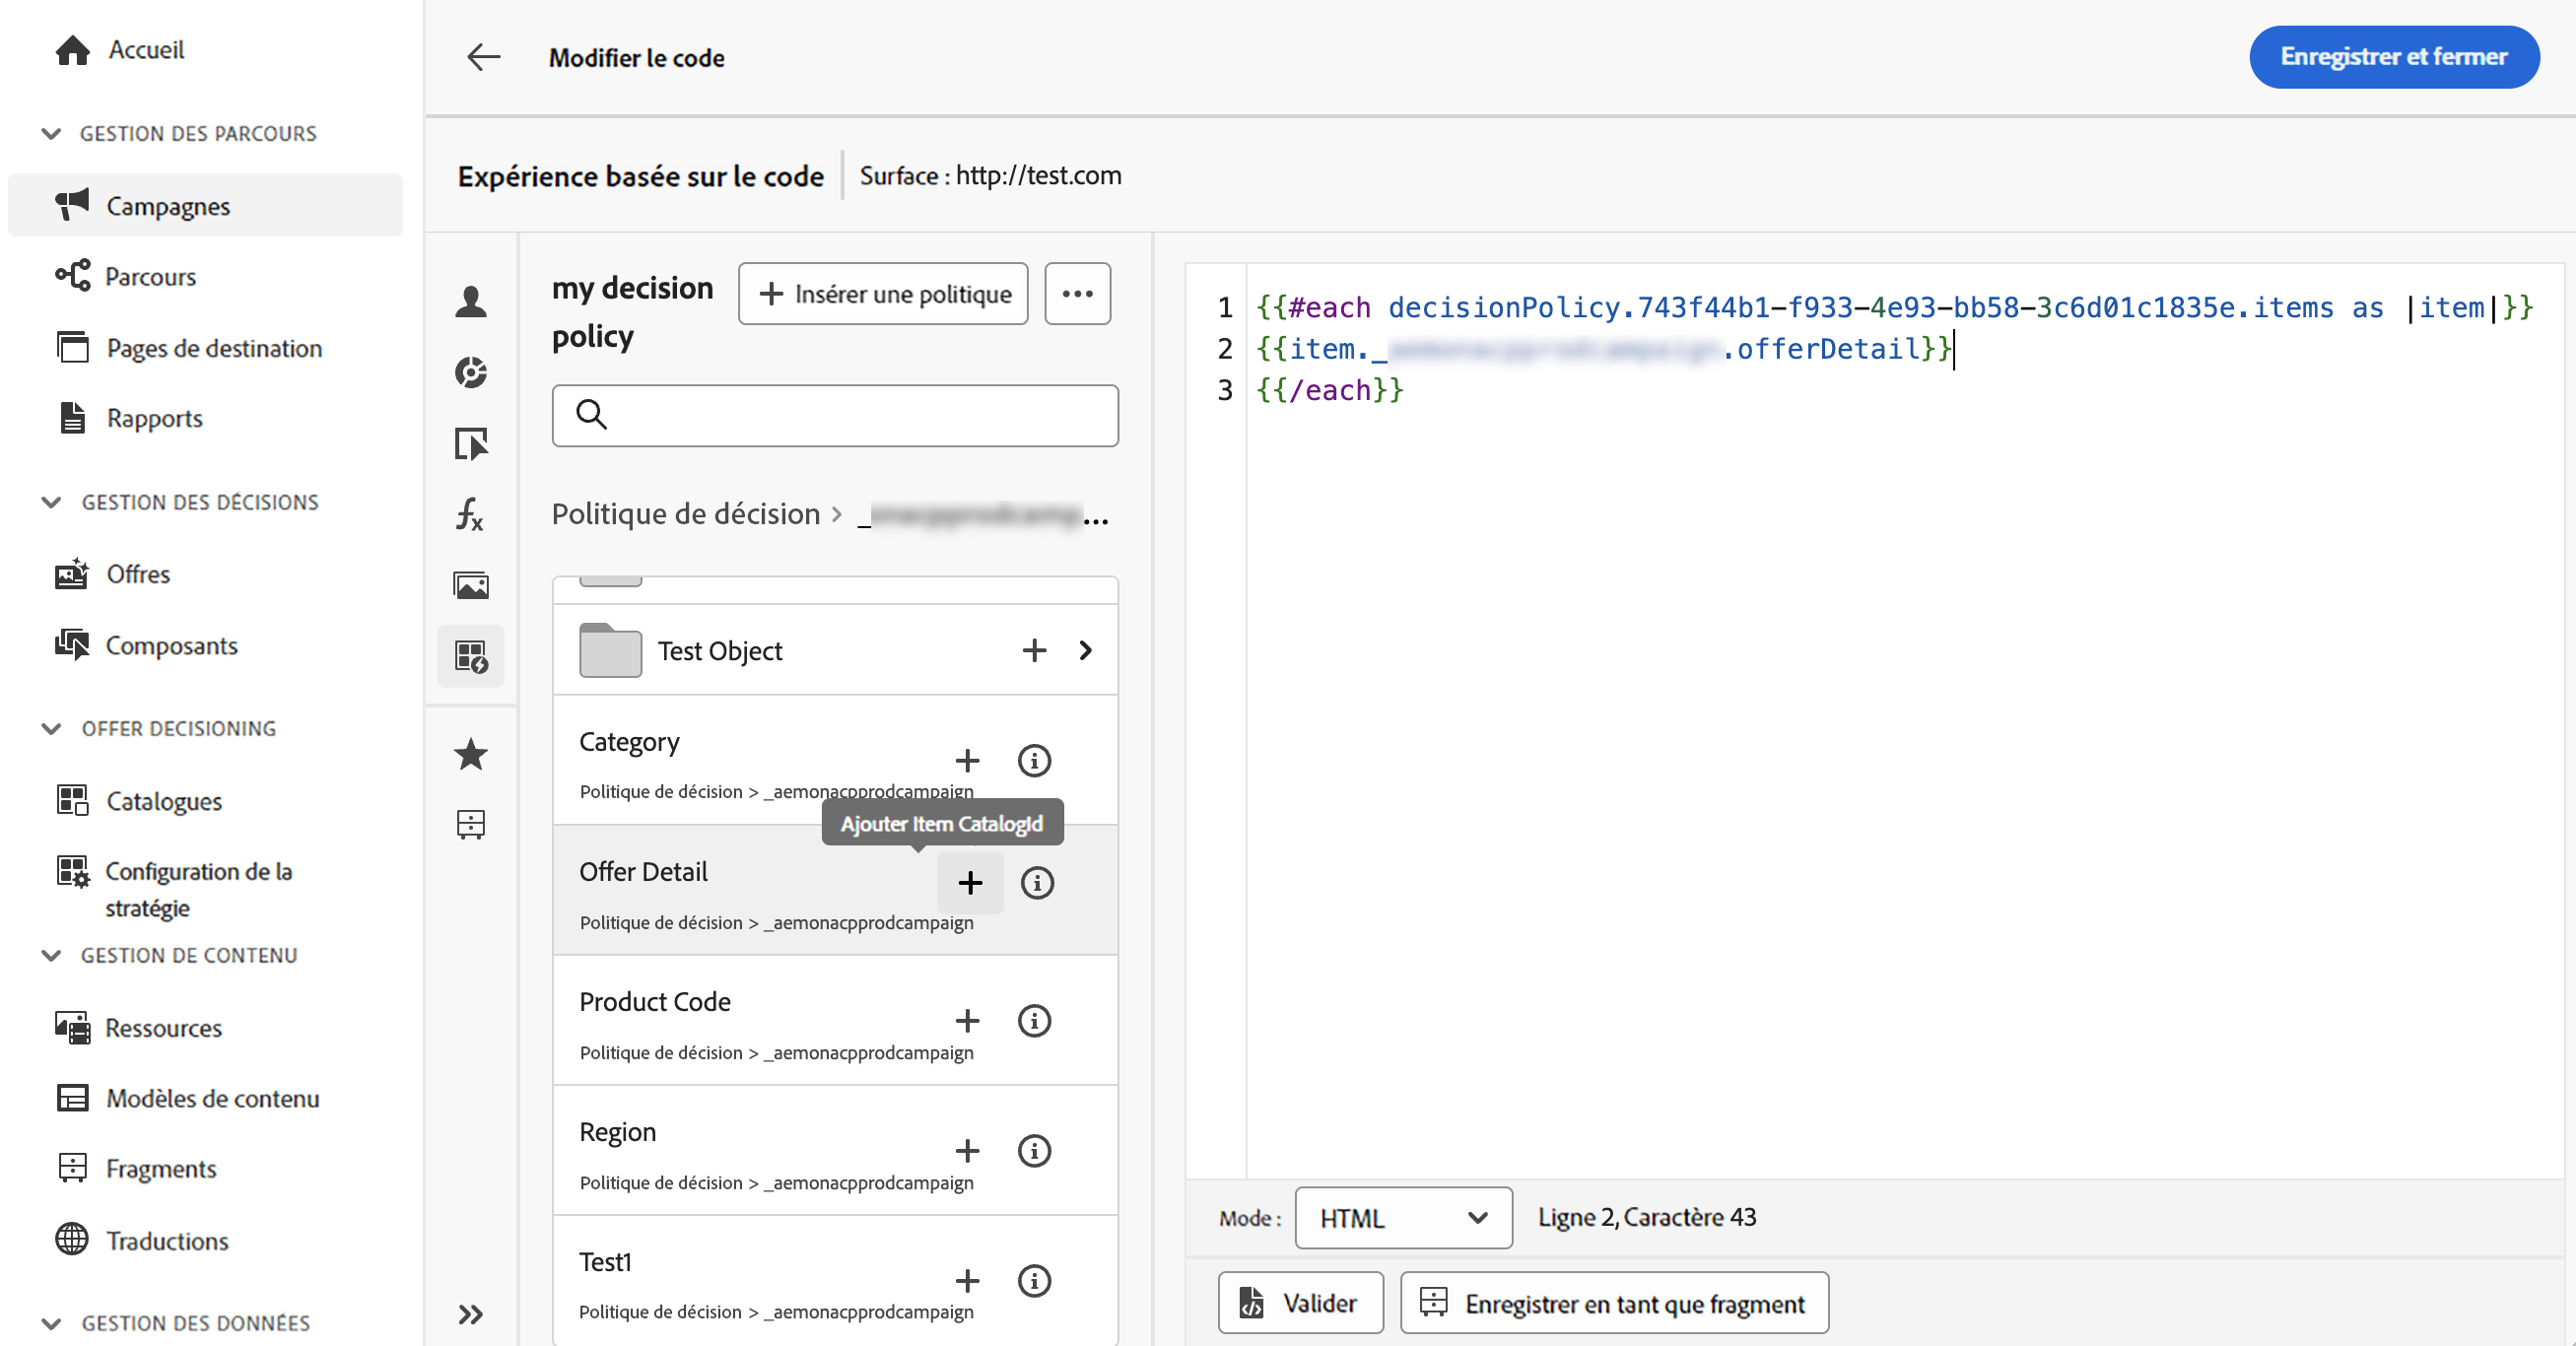 Accueil
GESTION DES PARCOURS
Campagnes
Parcours
Pages de destination
Rapports
GESTION DES DÉCISIONS
Offres
Composants
OFFER DECISIONING
Catalogues
Configuration de la
stratégie
GESTION DE CONTENU
Ressources
Modèles de contenu
Fragments
Traductions
GESTION DES DONNÉES
Modifier le code
Enregistrer et fermer
Expérience basée sur le code
Surface : http://test.com
my decision
policy
Insérer une politique
Politique de décision > _
...
Test Object
Category
Politique de décision > _aemonacpprodcampaign
Ajouter Item CatalogId
Offer Detail
Politique de décision > _aemonacpprodcampaign
Product Code
Politique de décision > _aemonacpprodcampaign
Region
Politique de décision > _aemonacpprodcampaign
Test1
Politique de décision > _aemonacpprodcampaign
1 {{#each decisionPolicy.743f44b1-f933-4e93-bb58-3c6d01c1835e.items as |item|}}
2 {{item._ .offerDetail}}
3 {{/each}}
Mode :
HTML
Ligne 2, Caractère 43
Valider
Enregistrer en tant que fragment